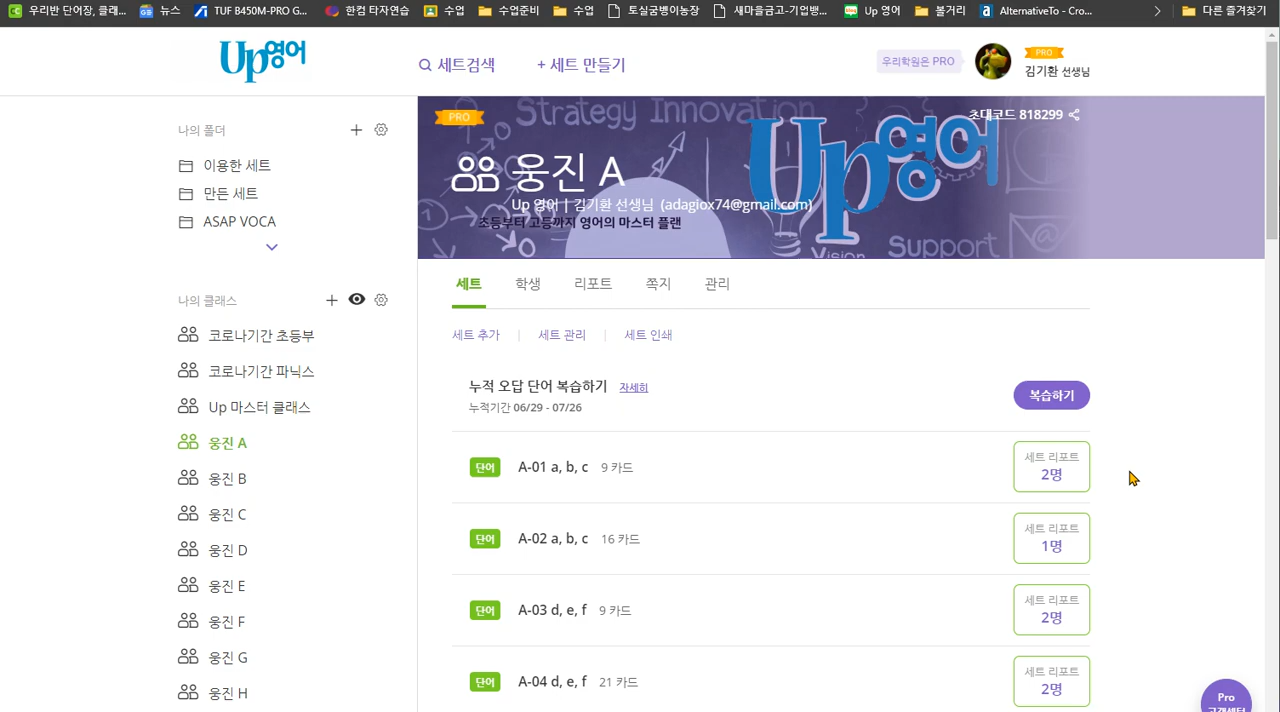 우리반 단어장, 클래...
뉴스
TUF B450M-PRO G...
한컴 타자연습
수업
수업준비
수업
토실궁뱅이농장
새마을금고-기업뱅...
Up 영어
볼거리
AlternativeTo - Cro...
다른 즐겨찾기
Up영어
세트검색
+ 세트 만들기
우리학원은 PRO
PRO
김기환 선생님
나의 폴더
이용한 세트
만든 세트
ASAP VOCA
나의 클래스
코로나기간 초등부
코로나기간 파닉스
Up 마스터 클래스
웅진 A
웅진 B
웅진 C
웅진 D
웅진 E
웅진 F
웅진 G
웅진 H
PRO
Strategy Innovation
초대코드 818299
웅진 A
Up영어
Up 영어 | 김기환 선생님 (adagiox74@gmail.com)
초등부터 고등까지 영어의 마스터 플랜
Support
Vision
세트 학생 리포트 쪽지 관리
세트 추가 | 세트 관리 | 세트 인쇄
누적 오답 단어 복습하기 자세히
누적기간 06/29 - 07/26
복습하기
단어 A-01 a, b, c 9 카드
세트 리포트
2명
단어 A-02 a, b, c 16 카드
세트 리포트
1명
단어 A-03 d, e, f 9 카드
세트 리포트
2명
단어 A-04 d, e, f 21 카드
세트 리포트
2명
Pro
고객센터